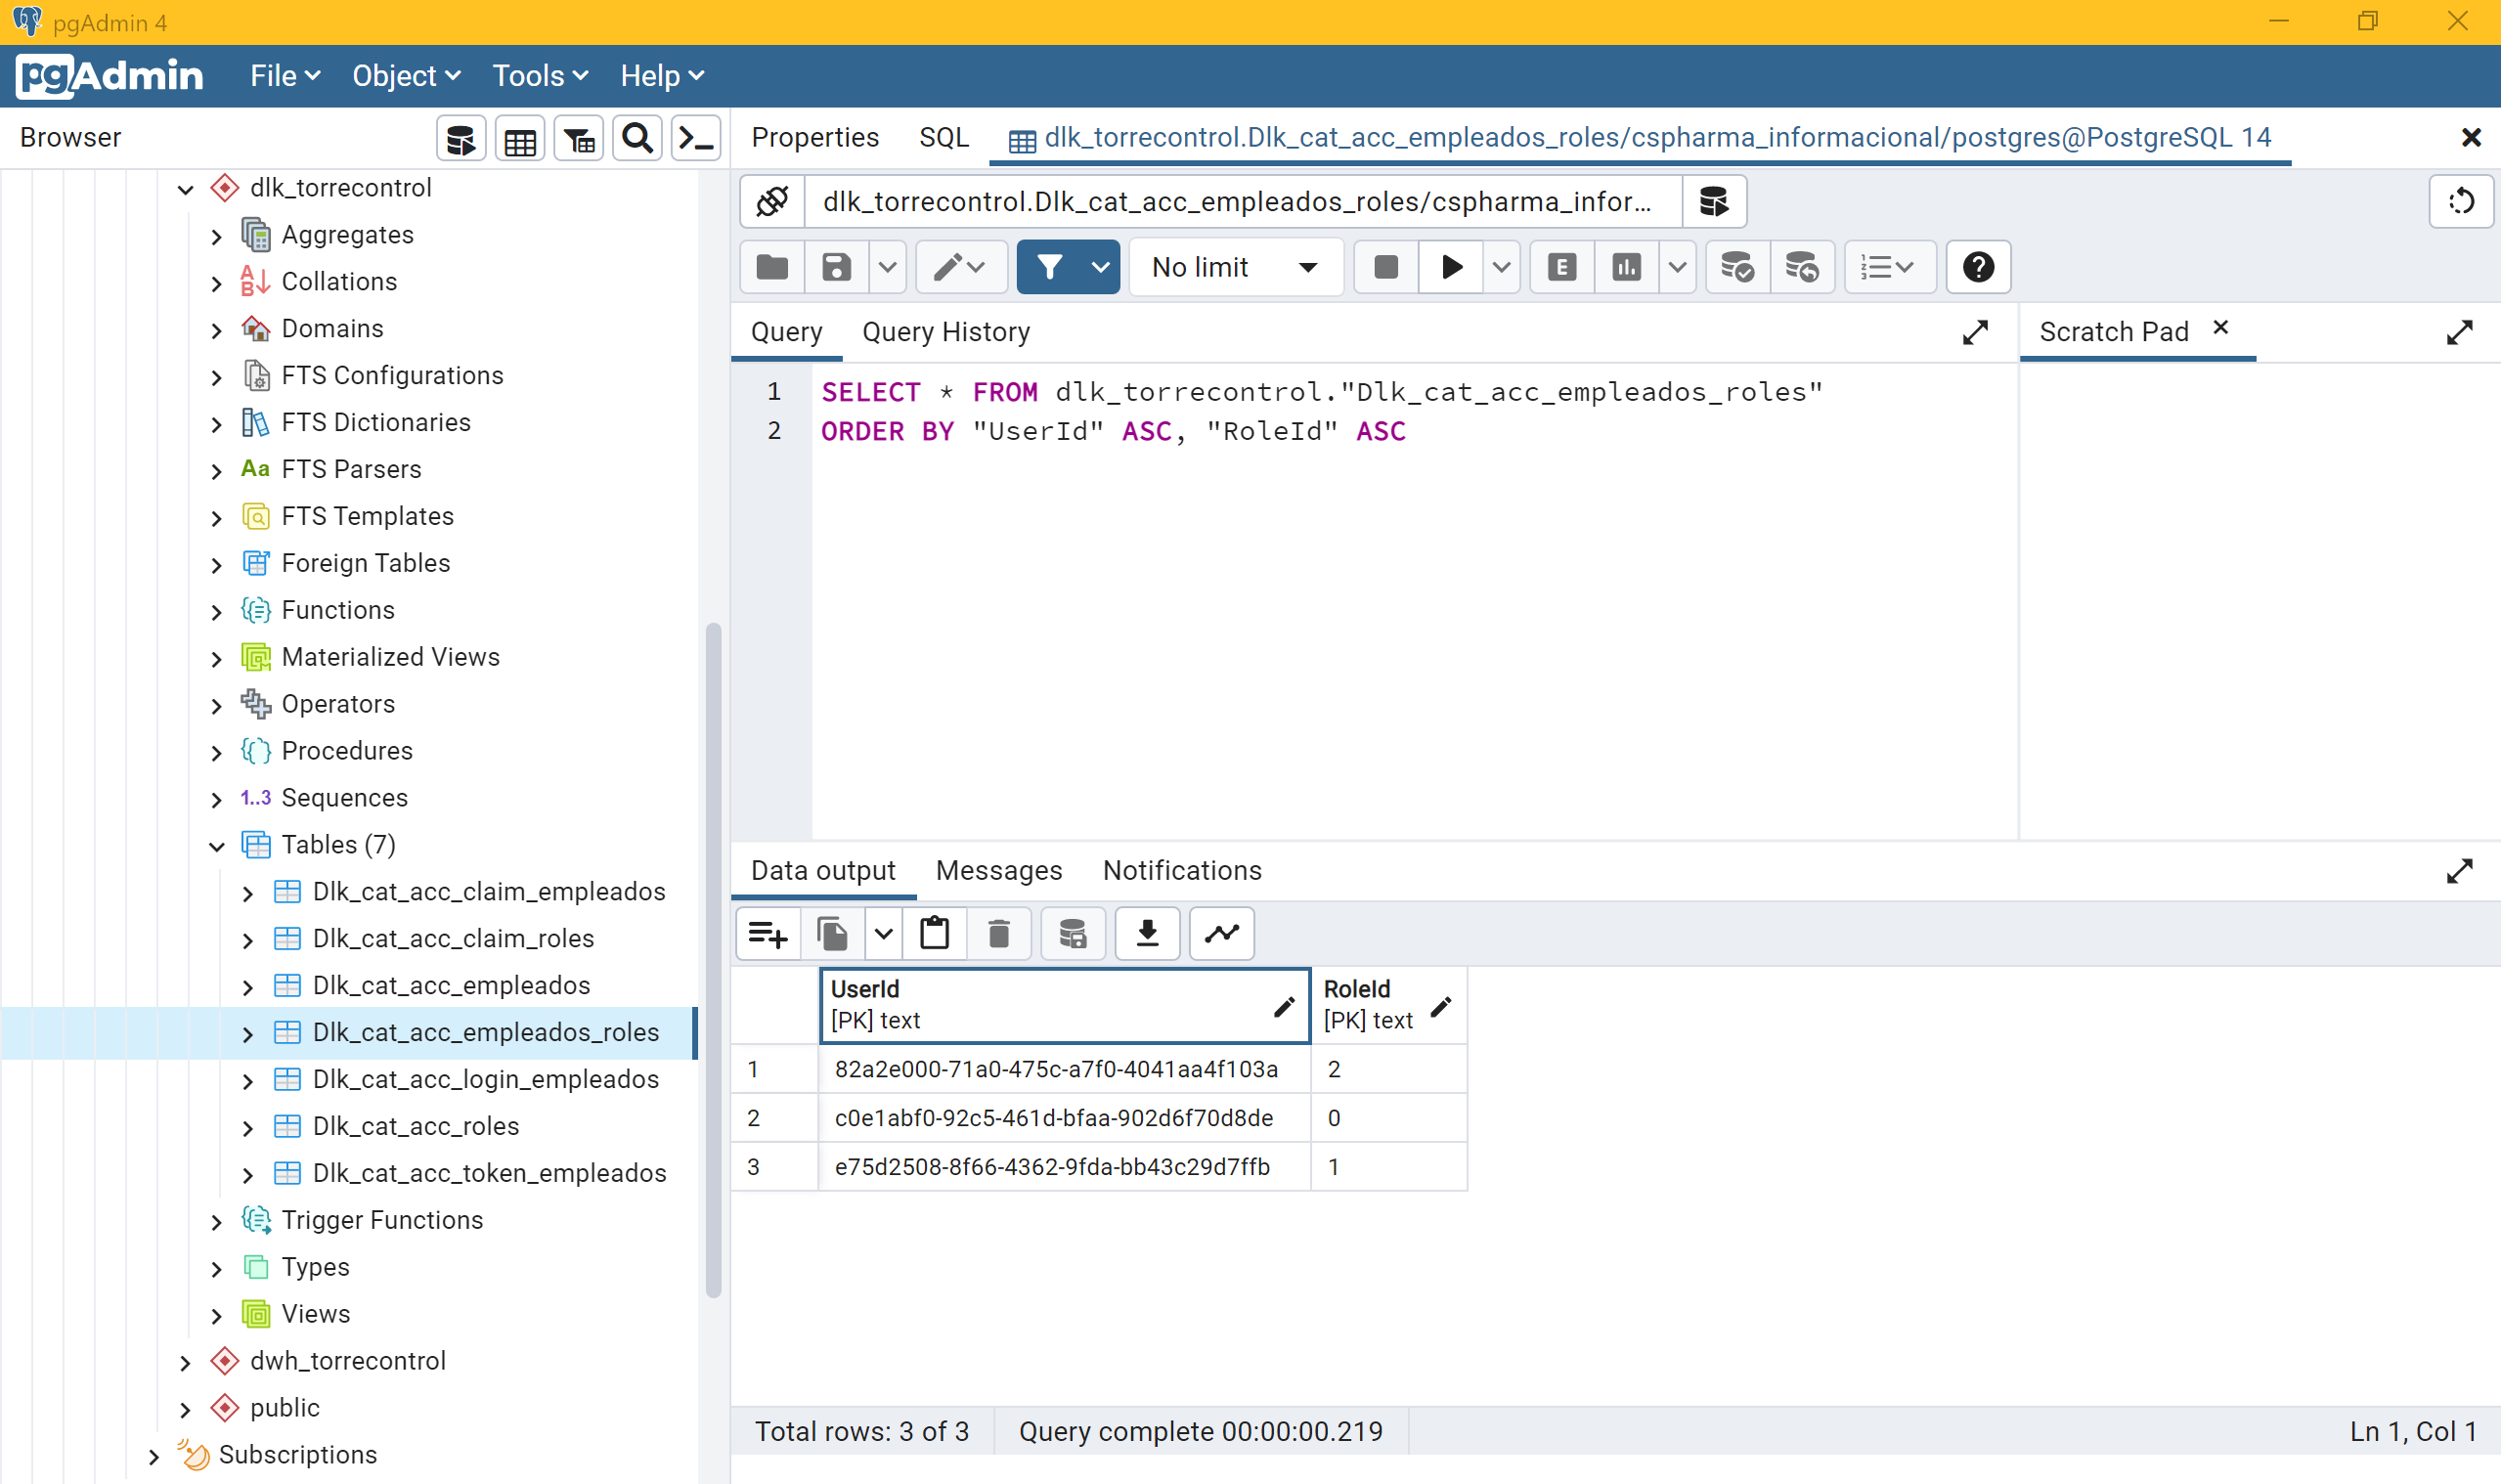 pgAdmin 4
pgAdmin File Object Tools Help
Browser
dlk_torrecontrol
Aggregates
Collations
Domains
FTS Configurations
FTS Dictionaries
Aa FTS Parsers
FTS Templates
Foreign Tables
Functions
Materialized Views
Operators
Procedures
1..3 Sequences
Tables (7)
Dlk_cat_acc_claim_empleados
Dlk_cat_acc_claim_roles
Dlk_cat_acc_empleados
Dlk_cat_acc_empleados_roles
Dlk_cat_acc_login_empleados
Dlk_cat_acc_roles
Dlk_cat_acc_token_empleados
Trigger Functions
Types
Views
dwh_torrecontrol
public
Subscriptions
Properties SQL dlk_torrecontrol.Dlk_cat_acc_empleados_roles/cspharma_informacional/postgres@PostgreSQL 14
dlk_torrecontrol.Dlk_cat_acc_empleados_roles/cspharma_infor...
No limit E
Query Query History
Scratch Pad
1 SELECT * FROM dlk_torrecontrol."Dlk_cat_acc_empleados_roles"
2 ORDER BY "UserId" ASC, "RoleId" ASC
Data output Messages Notifications
UserId RoleId
[PK] text [PK] text
1 82a2e000-71a0-475c-a7f0-4041aa4f103a 2
2 c0e1abf0-92c5-461d-bfaa-902d6f70d8de 0
3 e75d2508-8f66-4362-9fda-bb43c29d7ffb 1
Total rows: 3 of 3 Query complete 00:00:00.219 Ln 1, Col 1